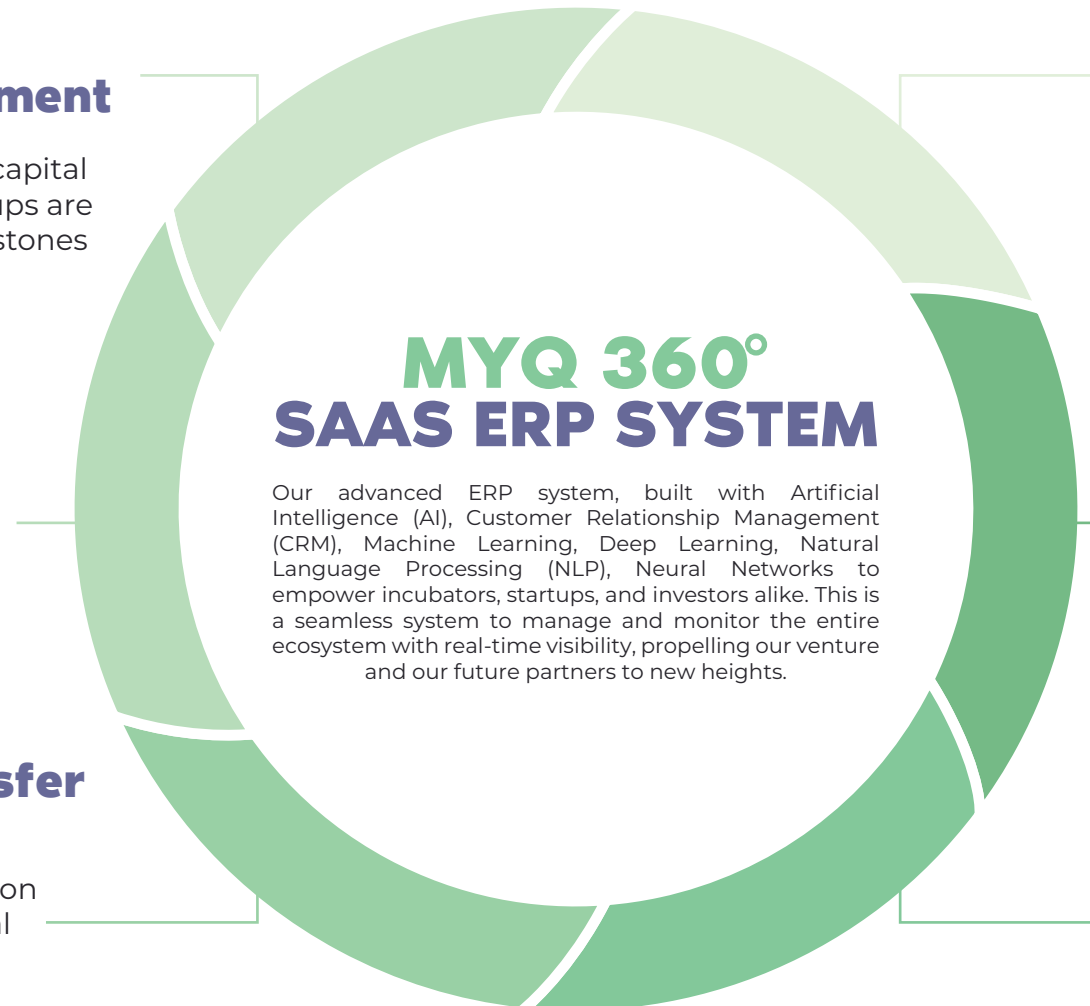 ment
capital
ups are
stones
MYQ 360°
SAAS ERP SYSTEM
Our advanced ERP system, built with Artificial
Intelligence (AI), Customer Relationship Management
(CRM), Machine Learning, Deep Learning, Natural
Language Processing (NLP), Neural Networks to
empower incubators, startups, and investors alike. This is
a seamless system to manage and monitor the entire
ecosystem with real-time visibility, propelling our venture
and our future partners to new heights.
sfer
on